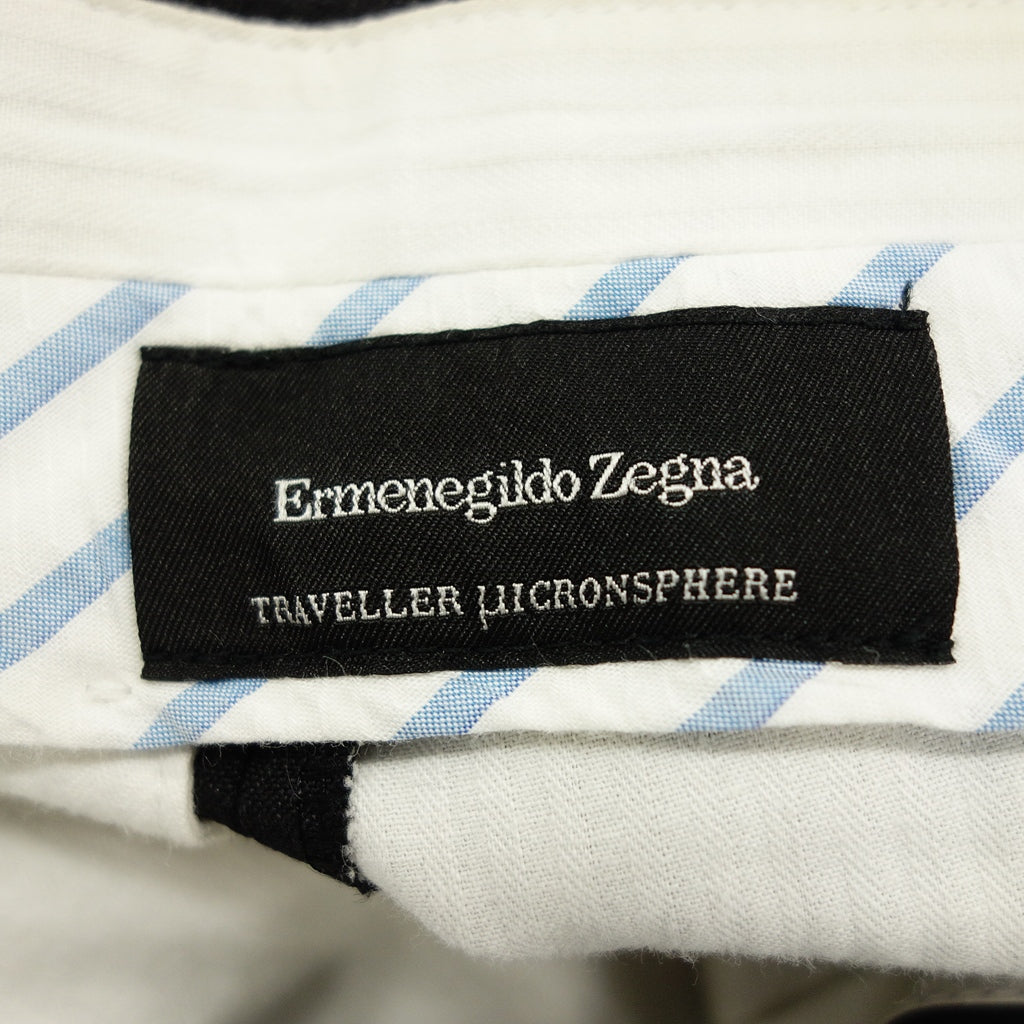 Ermenegildo Zegna
TRAVELLER µICRONSPHERE